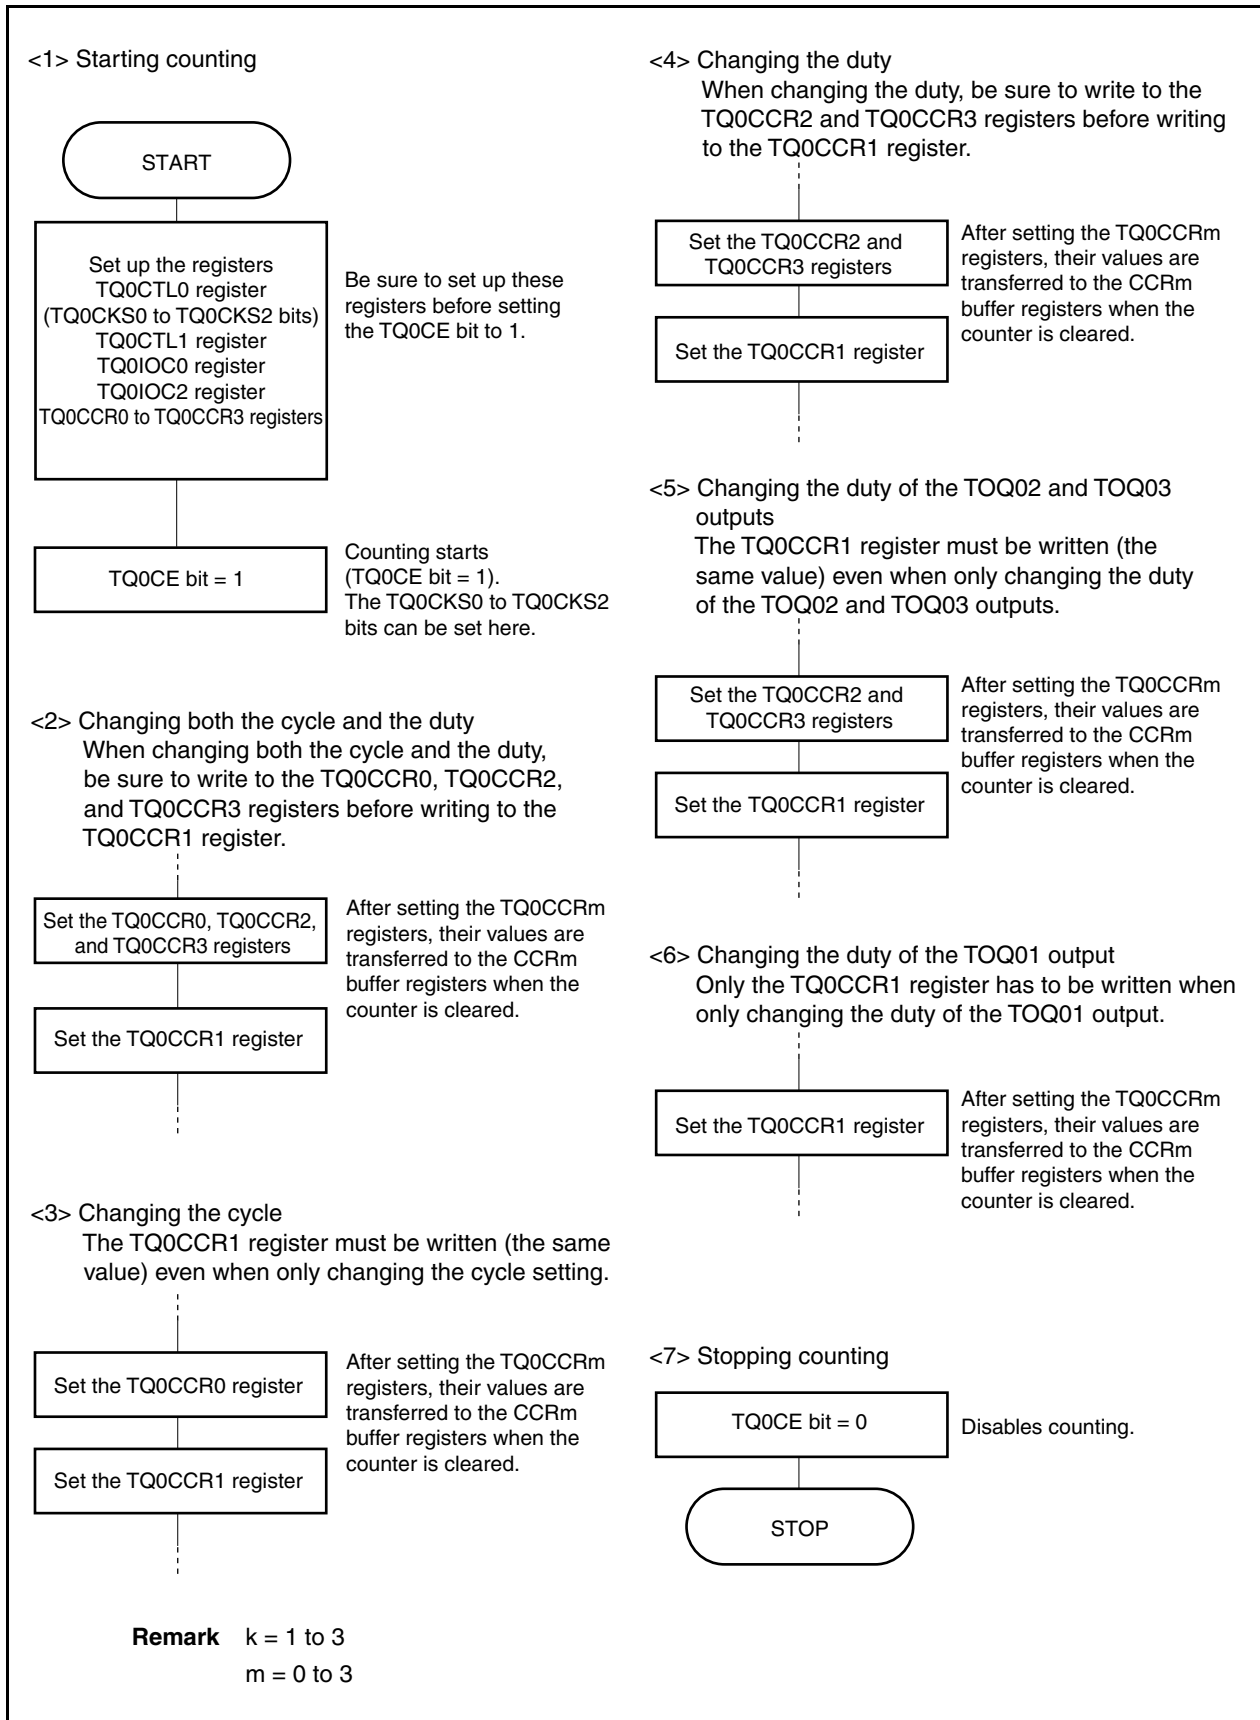 <1> Starting counting
START
Set up the registers
TQ0CTL0 register
(TQ0CKS0 to TQ0CKS2 bits)
TQ0CTL1 register
TQ0IOC0 register
TQ0IOC2 register
TQ0CCR0 to TQ0CCR3 registers
Be sure to set up these
registers before setting
the TQ0CE bit to 1.
TQ0CE bit = 1
Counting starts
(TQ0CE bit = 1).
The TQ0CKS0 to TQ0CKS2
bits can be set here.
<2> Changing both the cycle and the duty
When changing both the cycle and the duty,
be sure to write to the TQ0CCR0, TQ0CCR2,
and TQ0CCR3 registers before writing to the
TQ0CCR1 register.
Set the TQ0CCR0, TQ0CCR2,
and TQ0CCR3 registers
Set the TQ0CCR1 register
After setting the TQ0CCRm
registers, their values are
transferred to the CCRm
buffer registers when the
counter is cleared.
<3> Changing the cycle
The TQ0CCR1 register must be written (the same
value) even when only changing the cycle setting.
Set the TQ0CCR0 register
Set the TQ0CCR1 register
After setting the TQ0CCRm
registers, their values are
transferred to the CCRm
buffer registers when the
counter is cleared.
<4> Changing the duty
When changing the duty, be sure to write to the
TQ0CCR2 and TQ0CCR3 registers before writing
to the TQ0CCR1 register.
Set the TQ0CCR2 and
TQ0CCR3 registers
Set the TQ0CCR1 register
After setting the TQ0CCRm
registers, their values are
transferred to the CCRm
buffer registers when the
counter is cleared.
<5> Changing the duty of the TOQ02 and TOQ03
outputs
The TQ0CCR1 register must be written (the
same value) even when only changing the duty
of the TOQ02 and TOQ03 outputs.
Set the TQ0CCR2 and
TQ0CCR3 registers
Set the TQ0CCR1 register
After setting the TQ0CCRm
registers, their values are
transferred to the CCRm
buffer registers when the
counter is cleared.
<6> Changing the duty of the TOQ01 output
Only the TQ0CCR1 register has to be written when
only changing the duty of the TOQ01 output.
Set the TQ0CCR1 register
After setting the TQ0CCRm
registers, their values are
transferred to the CCRm
buffer registers when the
counter is cleared.
<7> Stopping counting
TQ0CE bit = 0
Disables counting.
STOP
Remark k = 1 to 3
m = 0 to 3